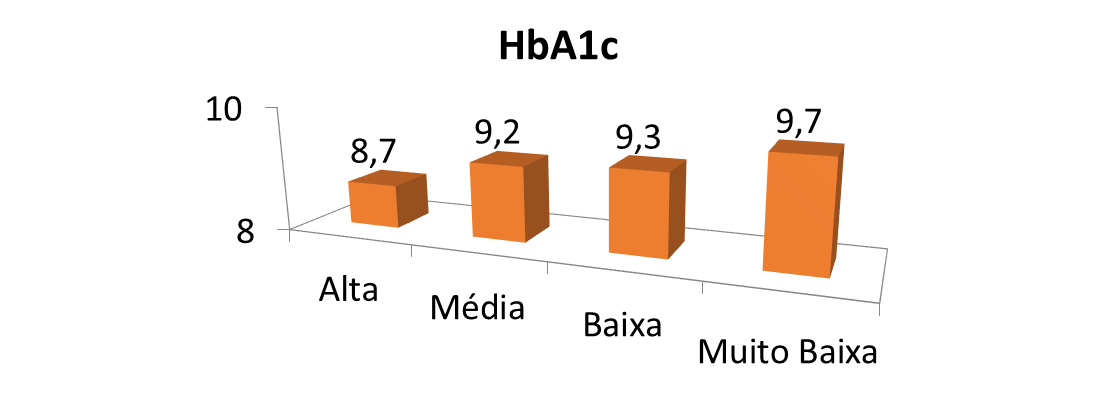 HbA1c
10
8
8,7
9,2
9,3
9,7
Alta
Média
Baixa
Muito Baixa